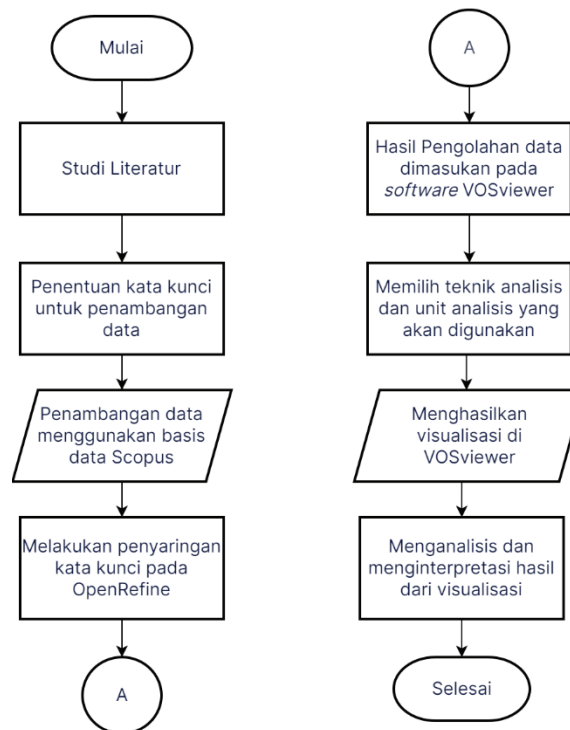 Mulai
Studi Literatur
Penentuan kata kunci
untuk penambangan
data
Penambangan data
menggunakan basis
data Scopus
Melakukan penyaringan
kata kunci pada
OpenRefine
A
A
Hasil Pengolahan data
dimasukan pada
software VOSviewer
Memilih teknik analisis
dan unit analisis yang
akan digunakan
Menghasilkan
visualisasi di
VOSviewer
Menganalisis dan
menginterpretasi hasil
dari visualisasi
Selesai